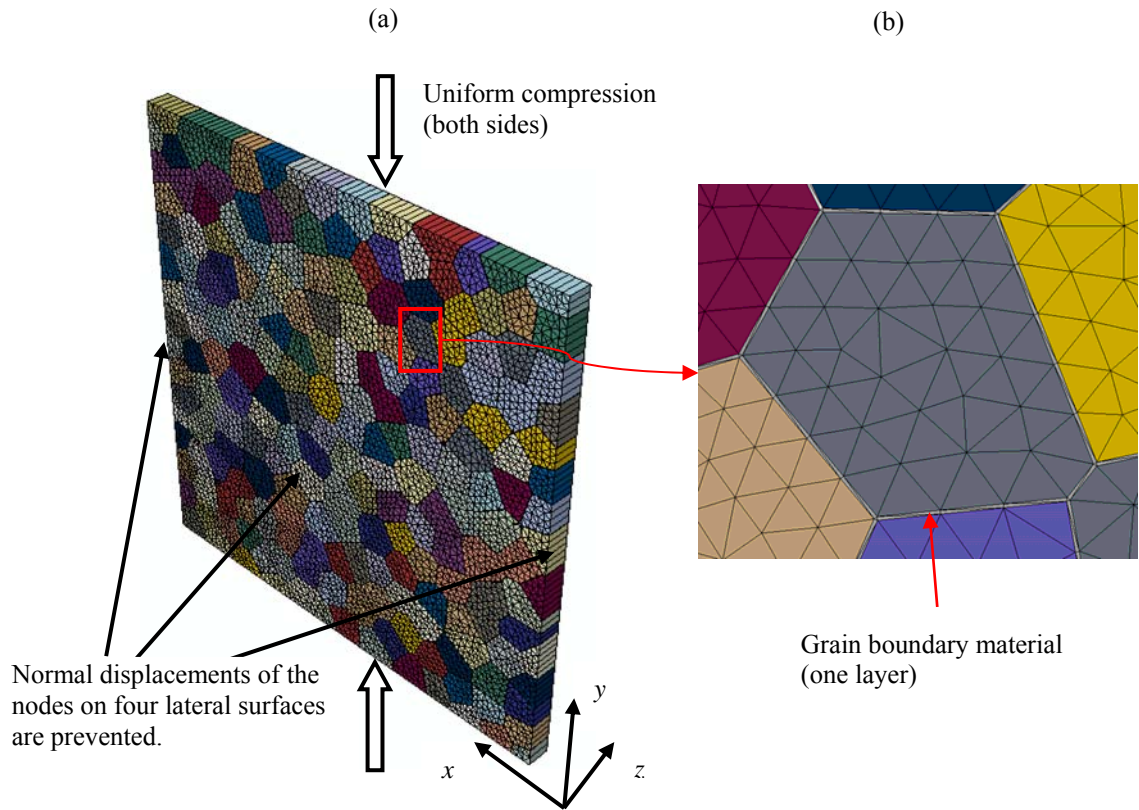 (a)
(b)
Uniform compression
(both sides)
Grain boundary material
(one layer)
Normal displacements of the
nodes on four lateral surfaces
are prevented.
y
x
z.